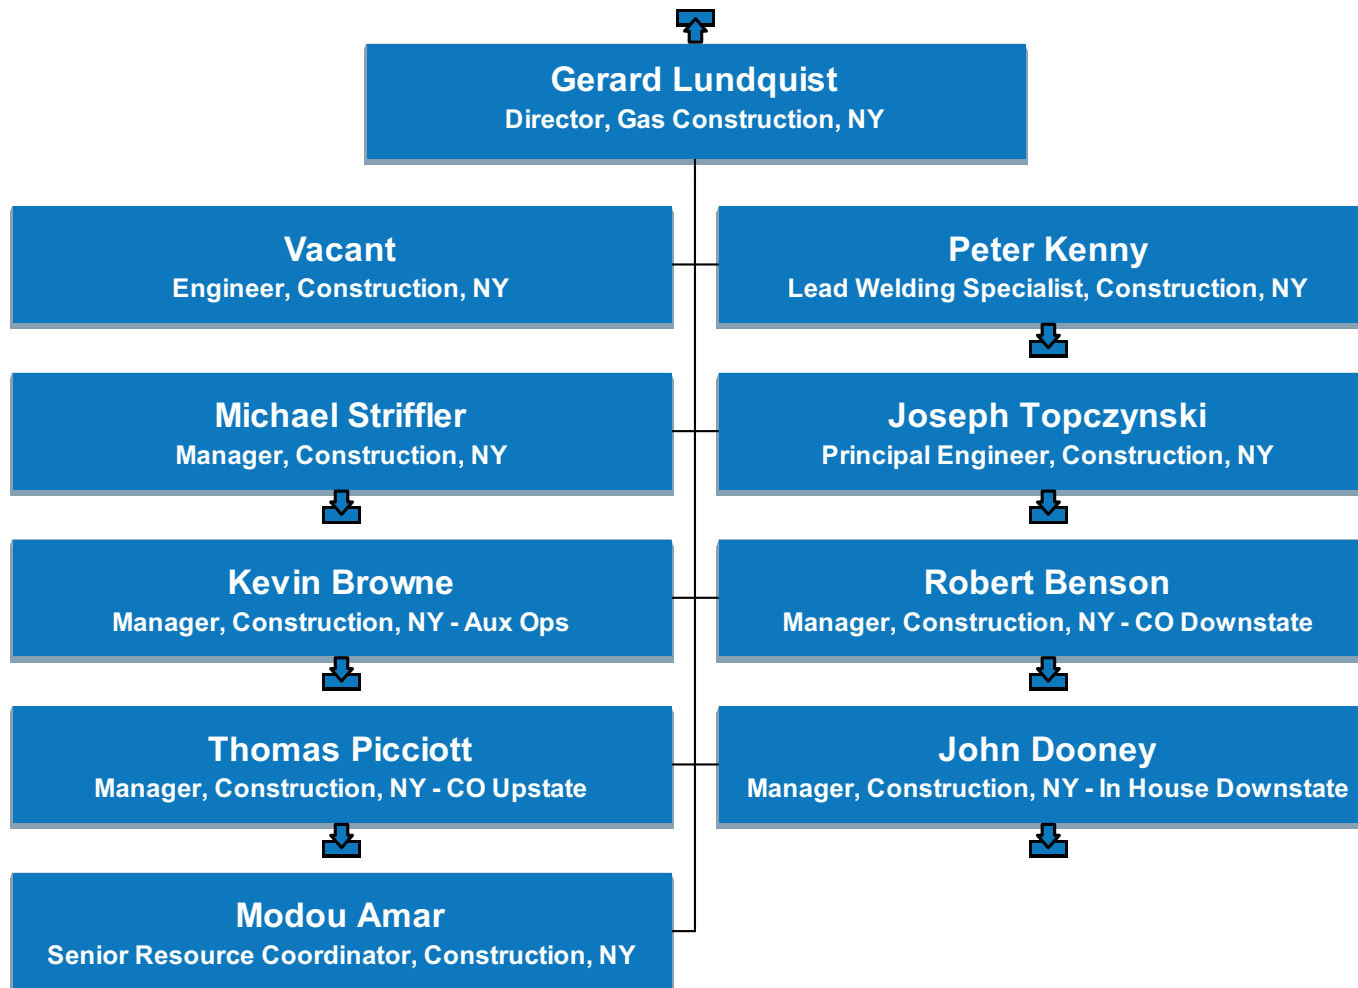 Gerard Lundquist
Director, Gas Construction, NY
Vacant
Engineer, Construction, NY
Peter Kenny
Lead Welding Specialist, Construction, NY
Michael Striffler
Manager, Construction, NY
Joseph Topczynski
Principal Engineer, Construction, NY
Kevin Browne
Manager, Construction, NY - Aux Ops
Robert Benson
Manager, Construction, NY - CO Downstate
Thomas Picciott
Manager, Construction, NY - CO Upstate
John Dooney
Manager, Construction, NY - In House Downstate
Modou Amar
Senior Resource Coordinator, Construction, NY